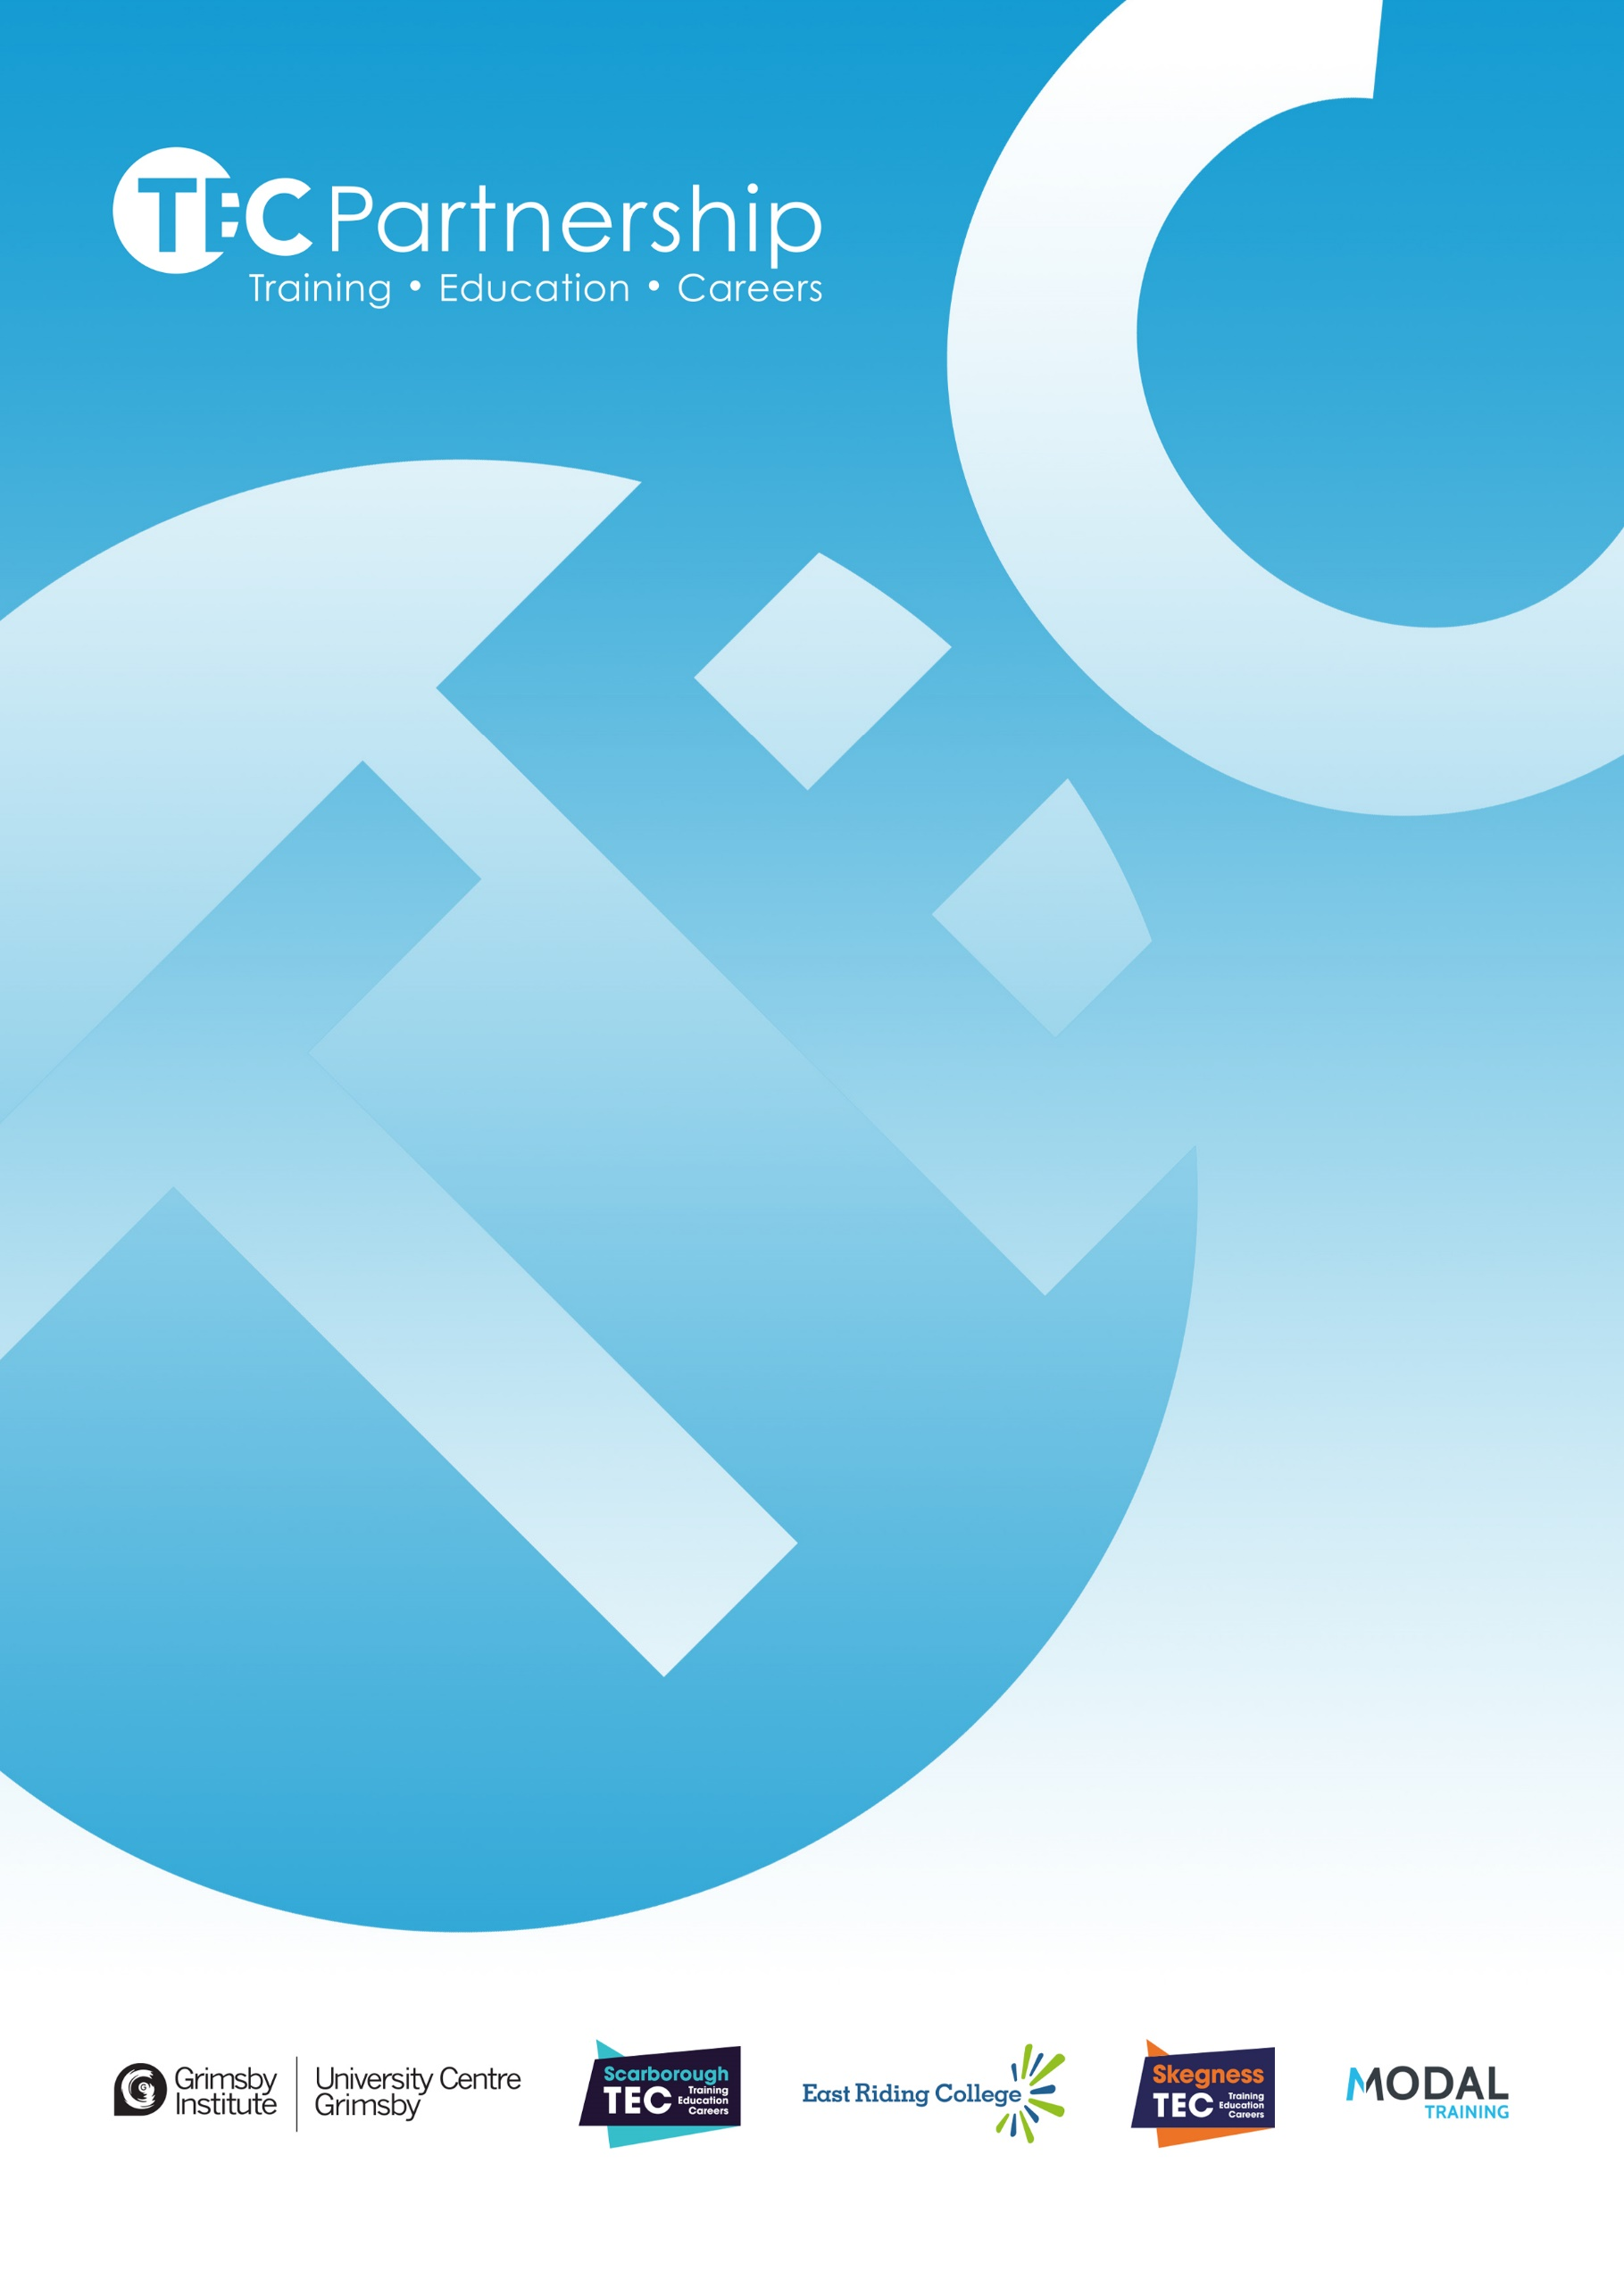 TEC Partnership
Training • Education • Careers
Grimsby
Institute
University Centre
Grimsby
Scarborough
TEC
Training
Education
Careers
East Riding College
Skegness
TEC
Training
Education
Careers
MODAL
TRAINING